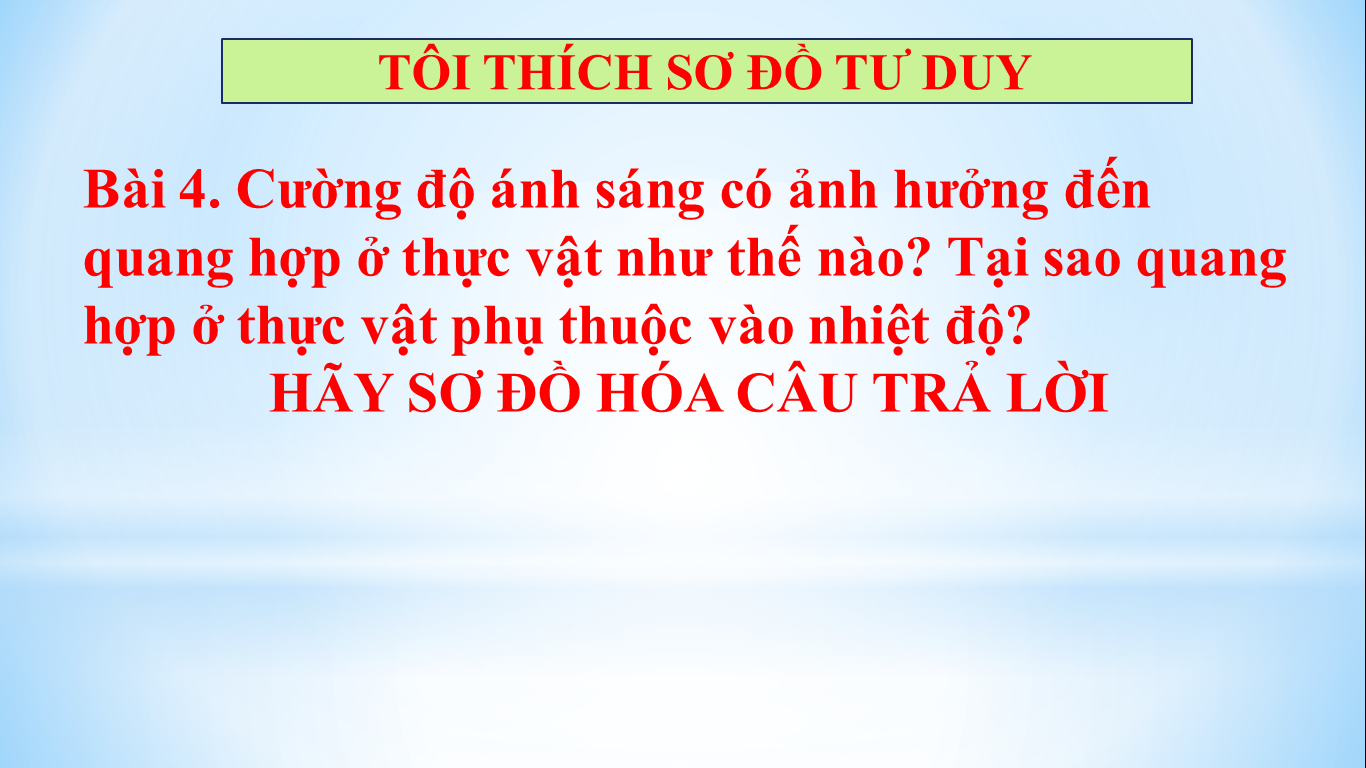 TÔI THÍCH SƠ ĐỒ TƯ DUY
Bài 4. Cường độ ánh sáng có ảnh hưởng đến
quang hợp ở thực vật như thế nào? Tại sao quang
hợp ở thực vật phụ thuộc vào nhiệt độ?
HÃY SƠ ĐỒ HÓA CÂU TRẢ LỜI